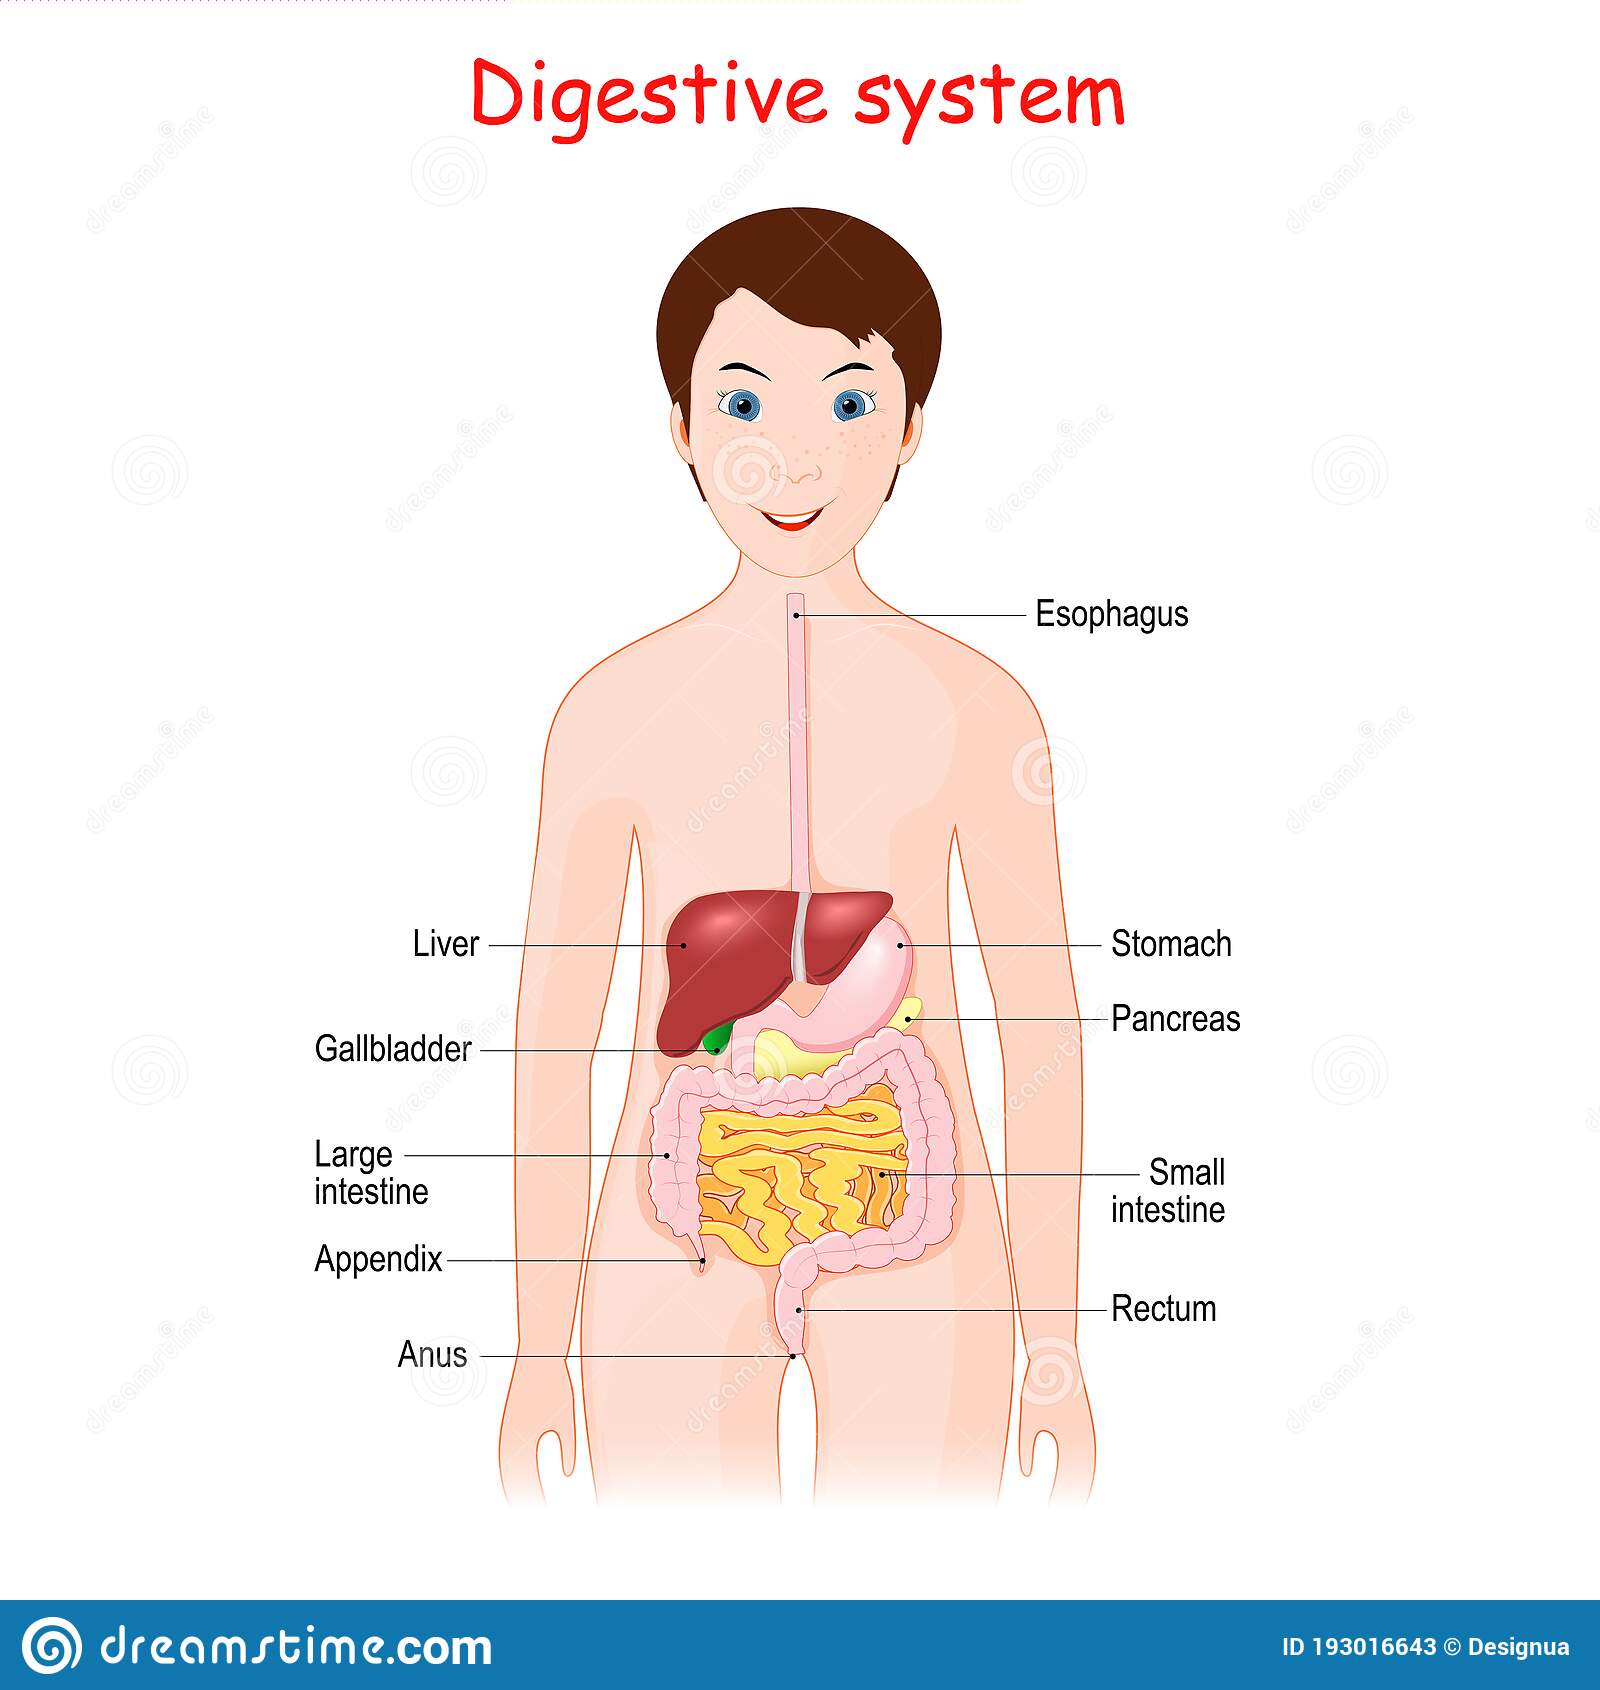 Digestive system
Esophagus
Liver
Stomach
Pancreas
Gallbladder
Large
intestine
Small
intestine
Appendix
Rectum
Anus
dreamstime.com
ID 193016643 © Designua